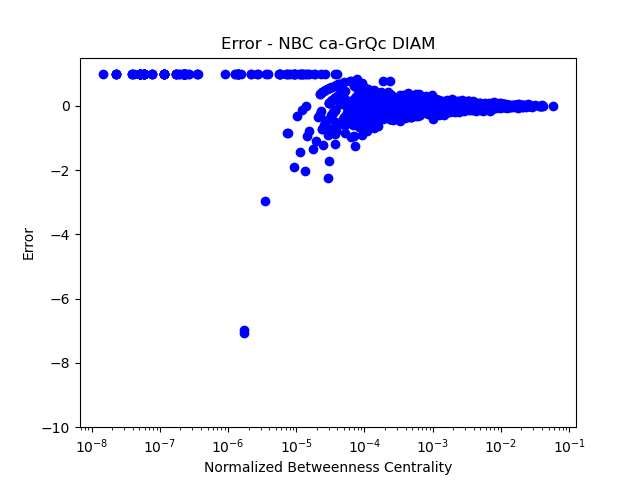 Error - NBC ca-GrQc DIAM
0
−2
−4
−6
−8
−10
Error
10⁻⁸ 10⁻⁷ 10⁻⁶ 10⁻⁵ 10⁻⁴ 10⁻³ 10⁻² 10⁻¹
Normalized Betweenness Centrality